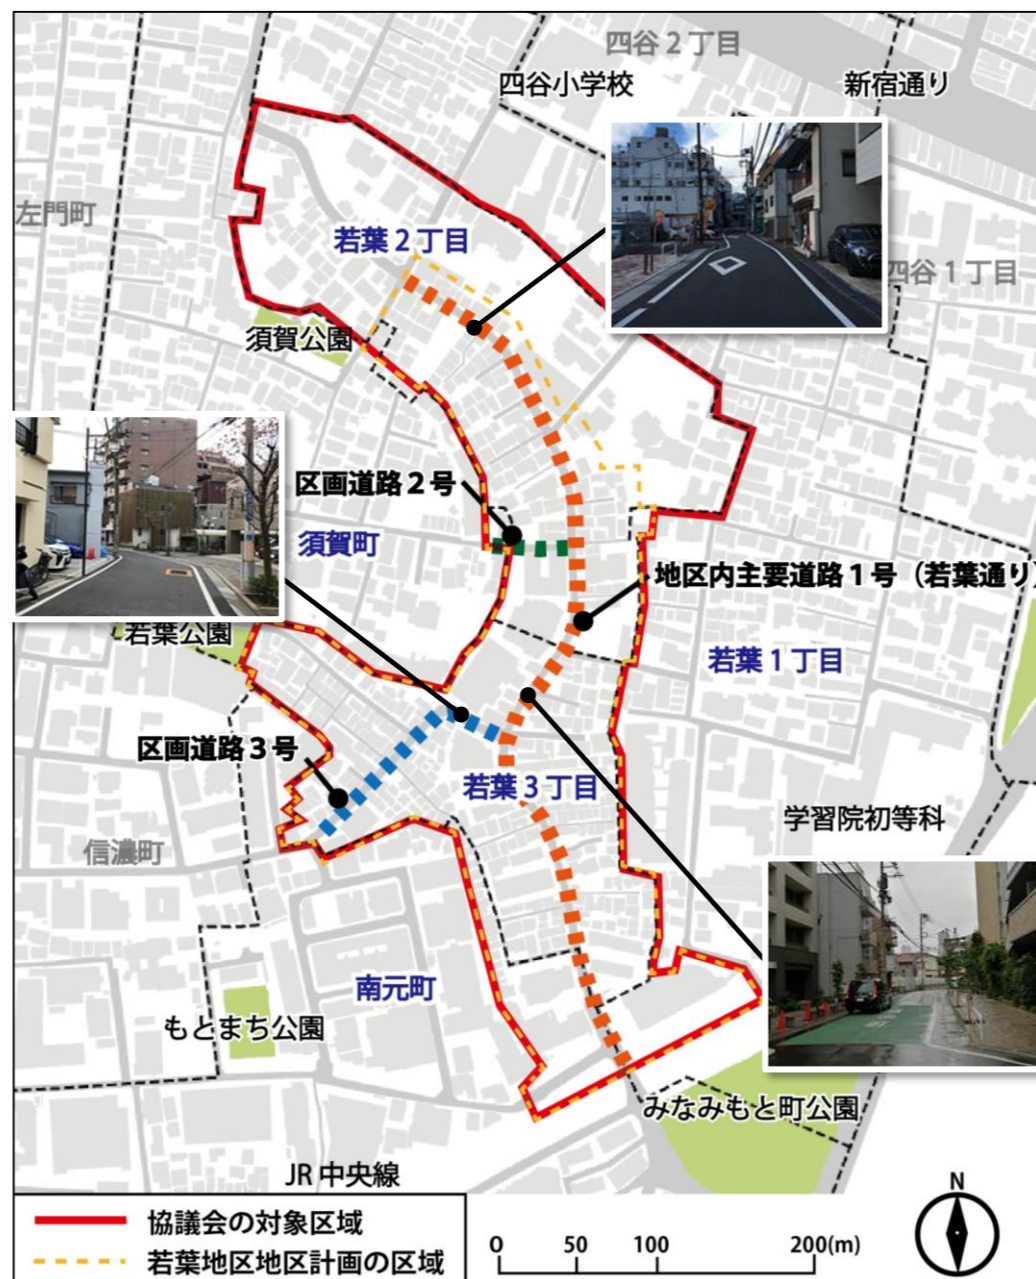 四谷2丁目
四谷小学校
新宿通り
左門町
若葉2丁目
四谷1丁目
須賀公園
区画道路2号
須賀町
地区内主要道路1号（若葉通り）
若葉公園
若葉1丁目
区画道路3号
若葉3丁目
学習院初等科
信濃町
南元町
もとまち公園
みなみもと町公園
JR中央線
協議会の対象区域
若葉地区地区計画の区域
0 50 100 200(m)
N